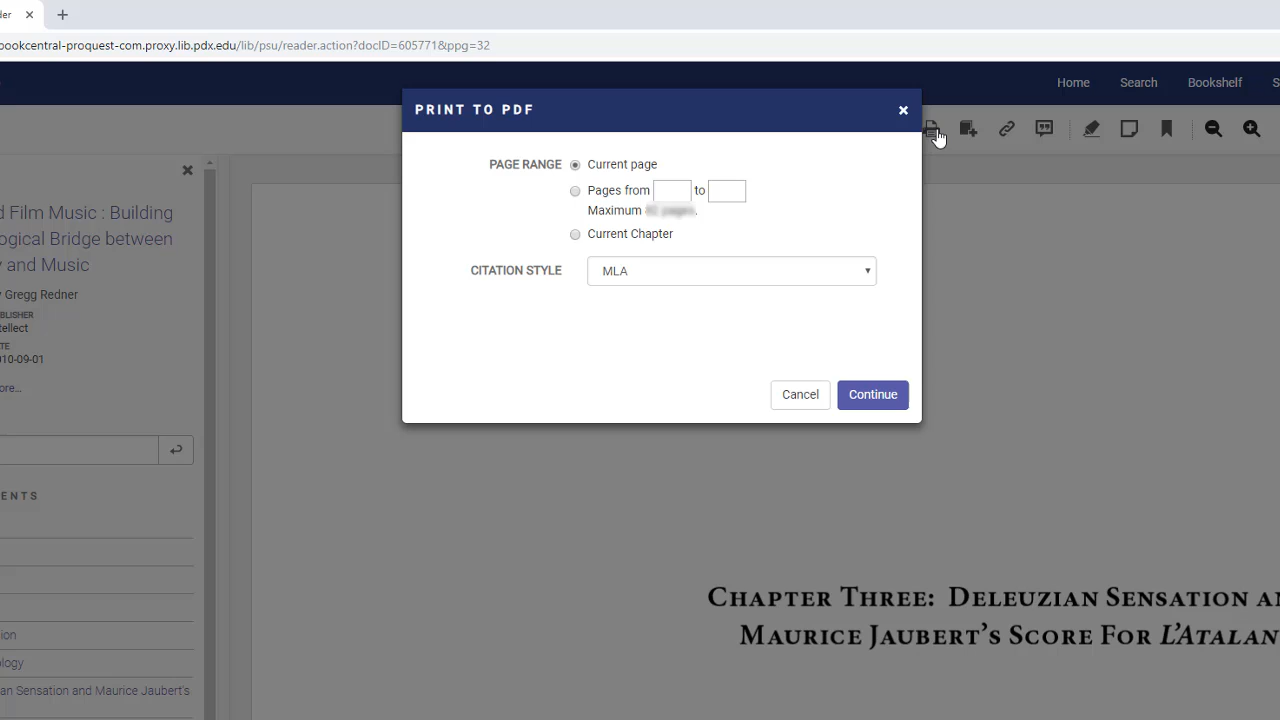 der
bookcentral-proquest-com.proxy.lib.pdx.edu/lib/psu/reader.action?docID=605771&ppg=32
Home Search Bookshelf S
PRINT TO PDF
PAGE RANGE
Current page
Pages from to
Maximum
Current Chapter
CITATION STYLE
MLA
Cancel
Continue
d Film Music : Building
ogical Bridge between
y and Music
y Gregg Redner
BLISHER
tellect
TE
010-09-01
ore...
ENTS
ion
ology
an Sensation and Maurice Jaubert's
CHAPTER THREE: DELEUZIAN SENSATION AN
MAURICE JAUBERT'S SCORE FOR L'ATALAN